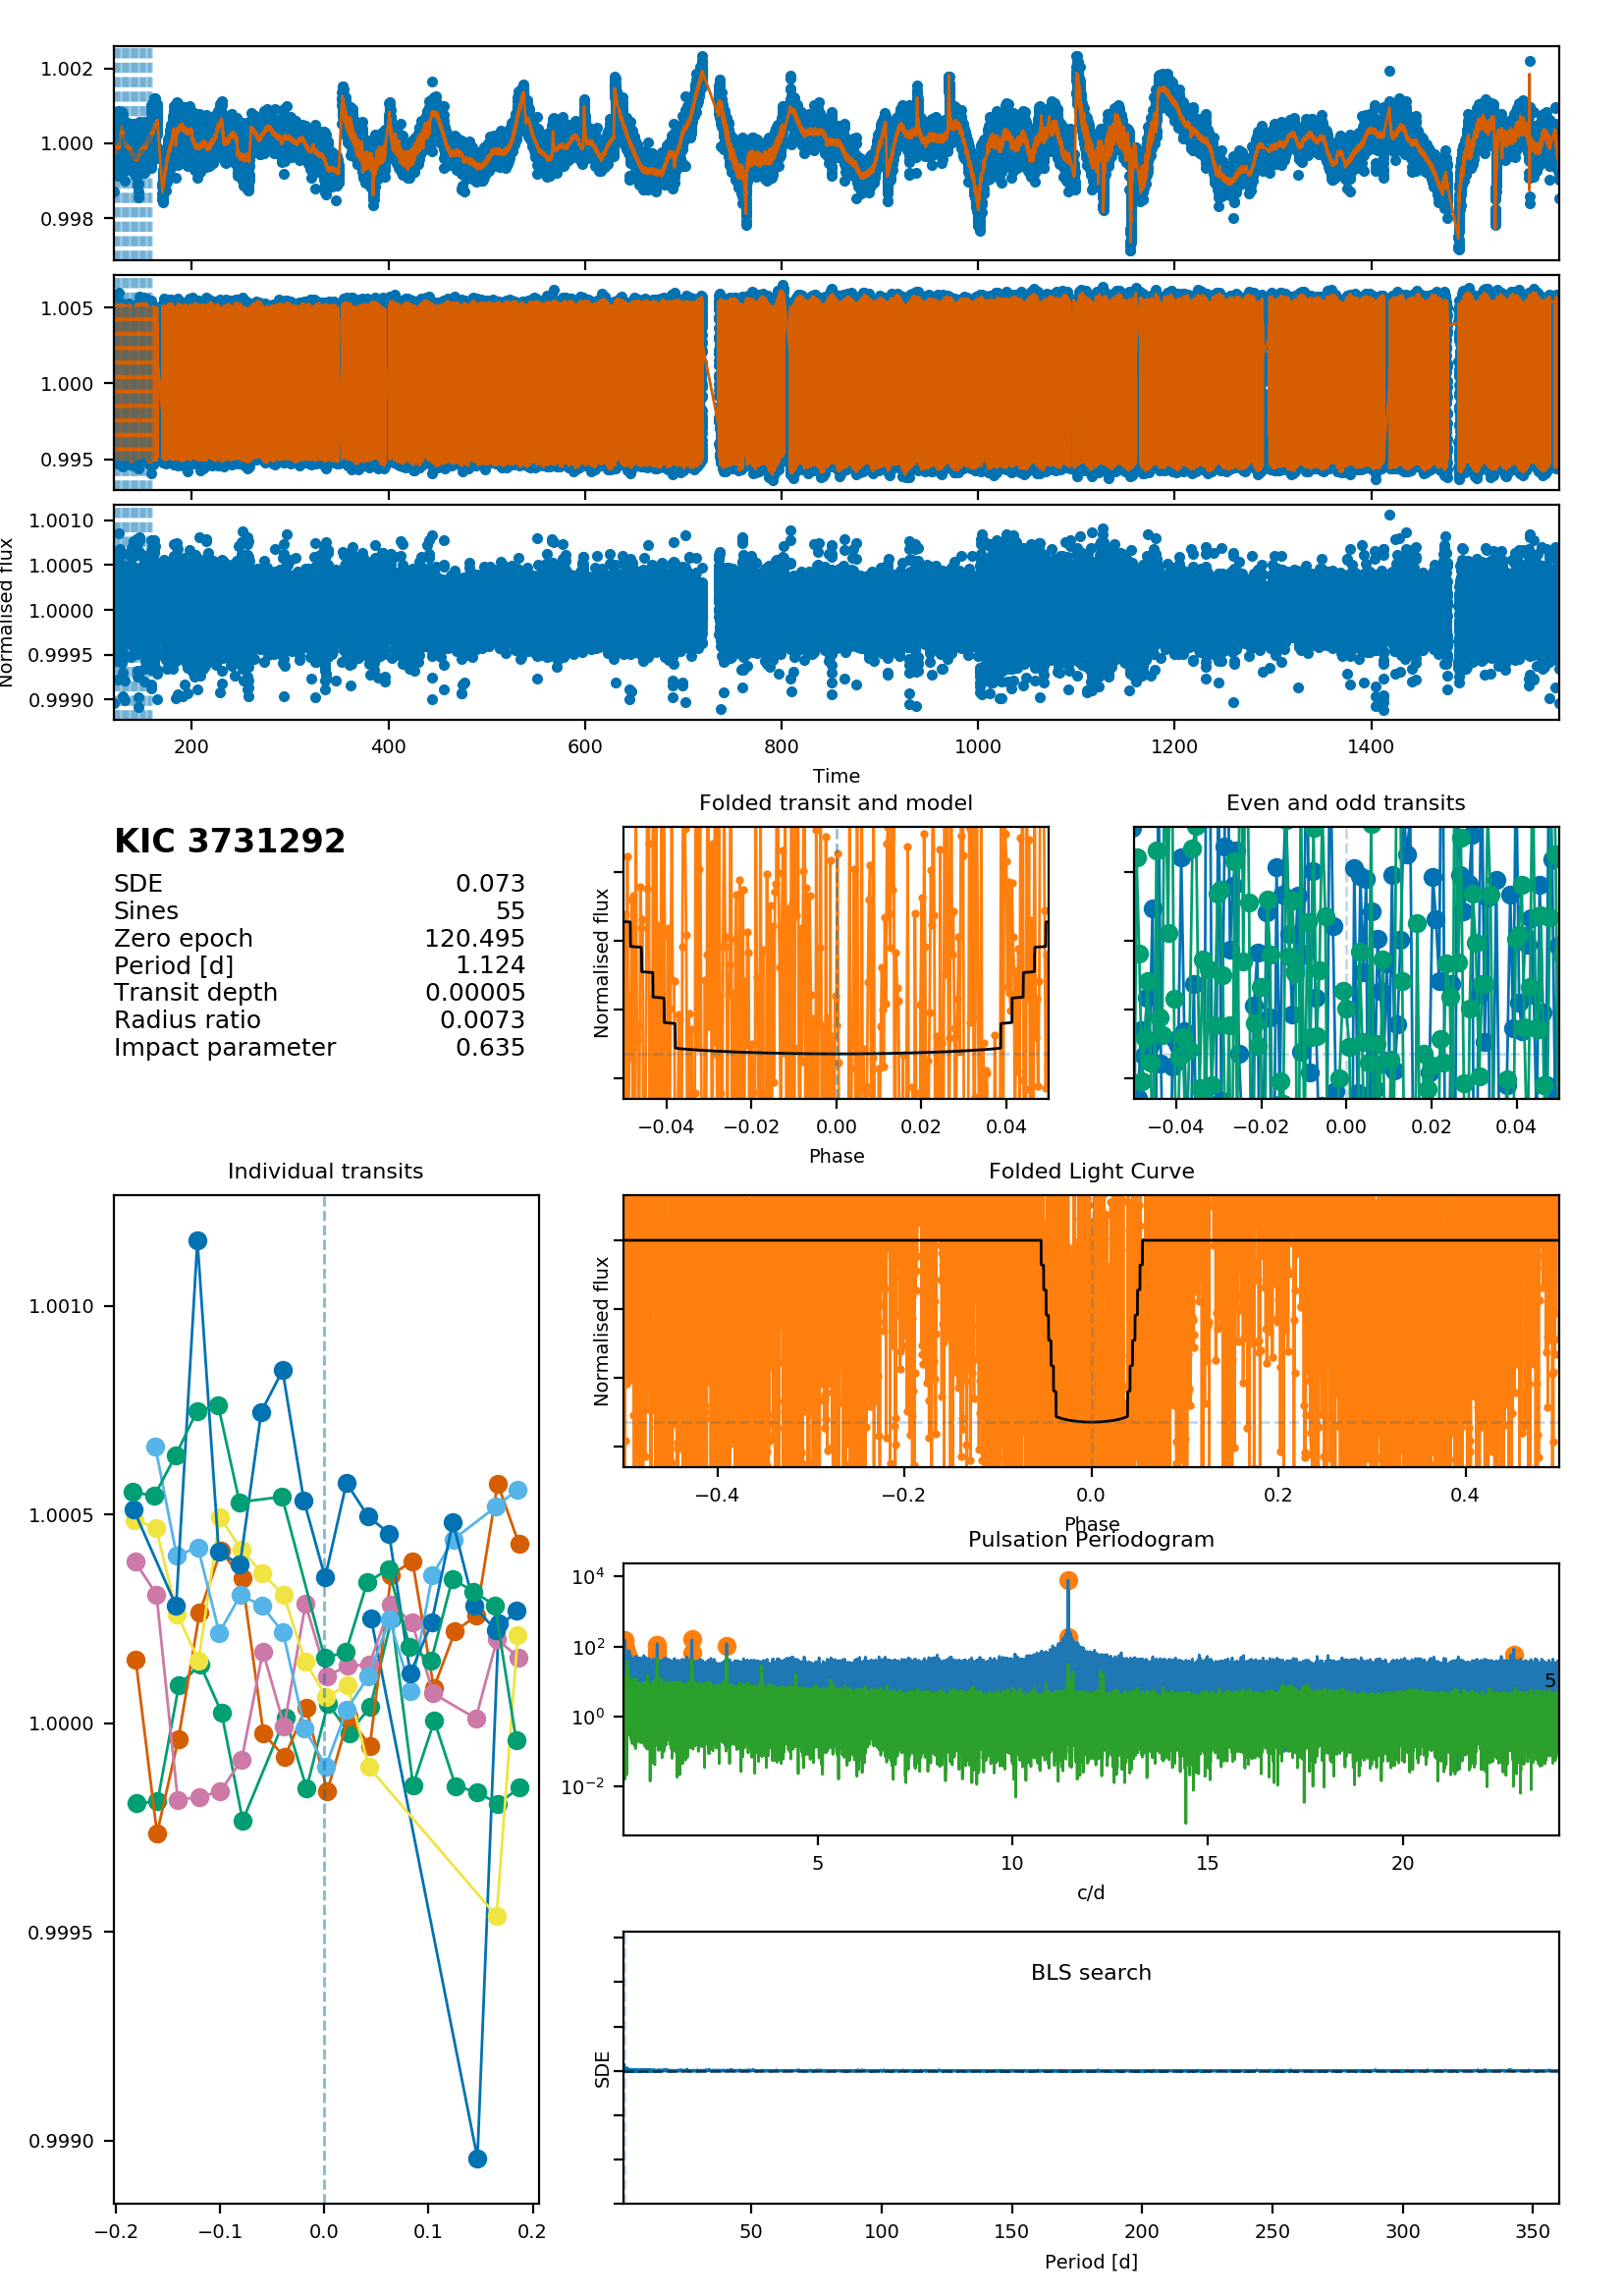 1.002
1.000
0.998
1.005
1.000
0.995
1.0010
1.0005
1.0000
0.9995
0.9990
Normalised flux
200 400 600 800 1000 1200 1400
Time
KIC 3731292
SDE 0.073
Sines 55
Zero epoch 120.495
Period [d] 1.124
Transit depth 0.00005
Radius ratio 0.0073
Impact parameter 0.635
Folded transit and model
Normalised flux
−0.04 −0.02 0.00 0.02 0.04
Phase
Even and odd transits
−0.04 −0.02 0.00 0.02 0.04
Individual transits
1.0010
1.0005
1.0000
0.9995
0.9990
−0.2 −0.1 0.0 0.1 0.2
Folded Light Curve
Normalised flux
−0.4 −0.2 0.0 0.2 0.4
Phase
Pulsation Periodogram
10⁴
10²
10⁰
10⁻²
5
5 10 15 20
c/d
BLS search
SDE
50 100 150 200 250 300 350
Period [d]